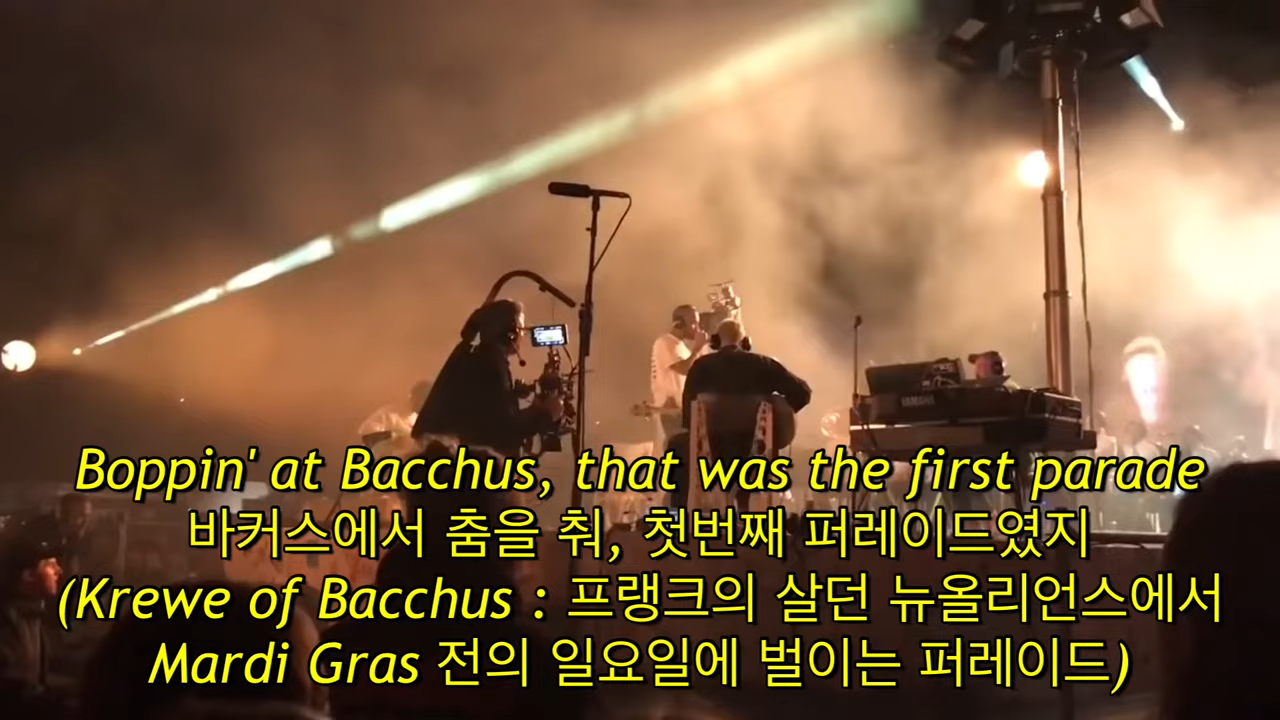 YAMAHA
Boppin' at Bacchus, that was the first parade
바커스에서 춤을 춰, 첫번째 퍼레이드였지
(Krewe of Bacchus : 프랭크의 살던 뉴올리언스에서
Mardi Gras 전의 일요일에 벌이는 퍼레이드)